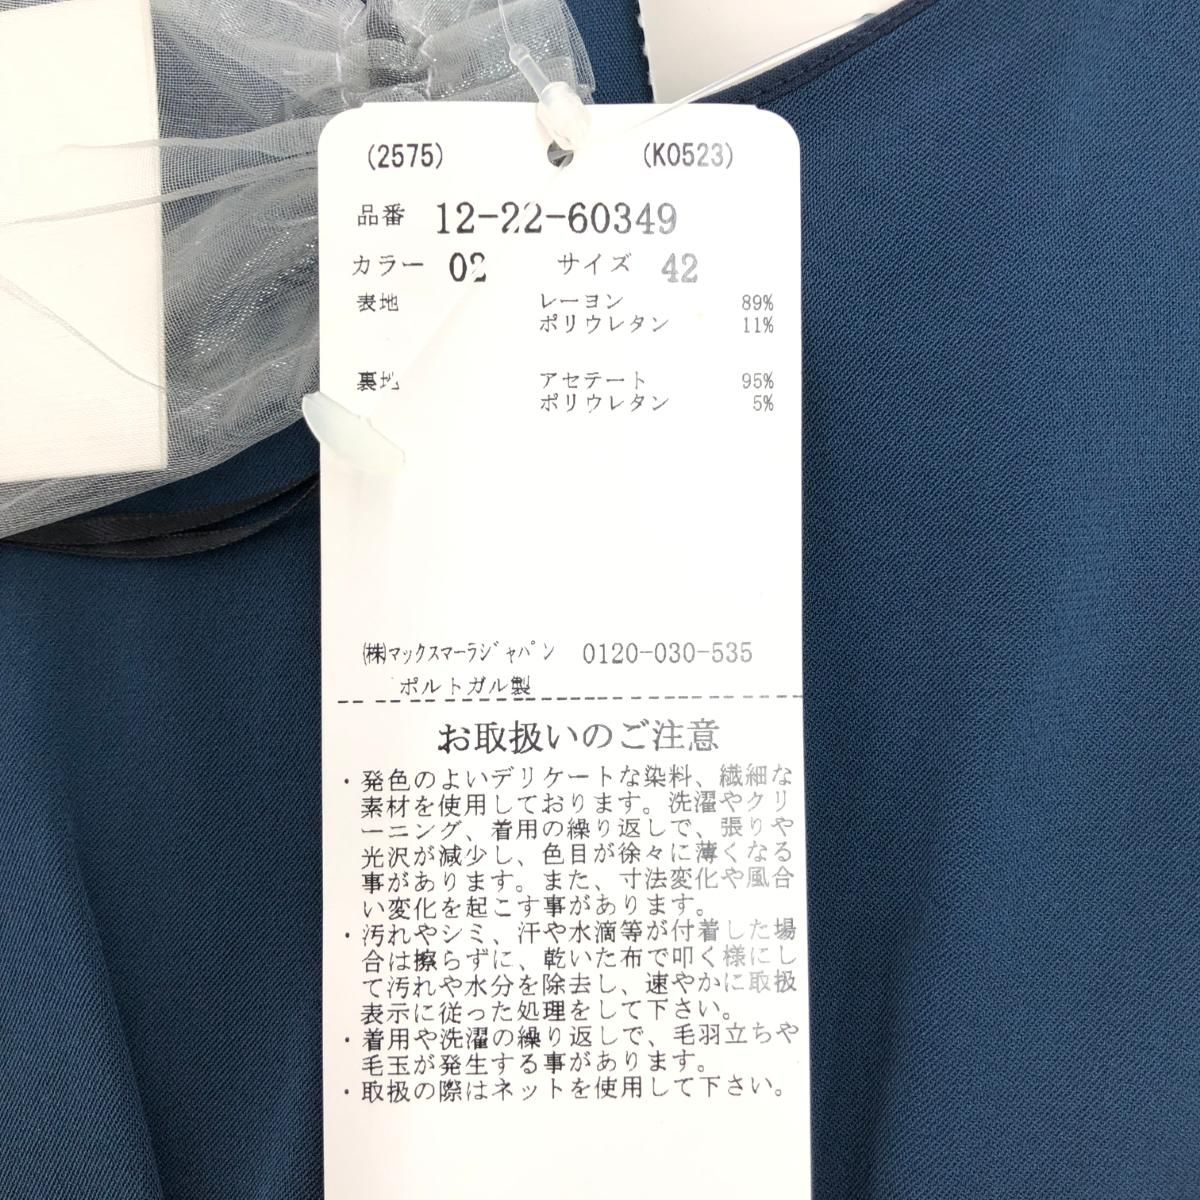 (2575) (K0523)
品番 12-22-60349
カラー 02 サイズ 42
表地 レーヨン 89%
ポリウレタン 11%
裏地 アセテート 95%
ポリウレタン 5%
㈱マックスマーラジャパン 0120-030-535
ポルトガル製
お取扱いのご注意
・発色のよいデリケートな染料、繊細な
素材を使用しております。洗濯やクリ
ーニング、着用の繰り返しで、張りや
光沢が減少し、色目が徐々に薄くなる
事があります。また、寸法変化や風合
い変化を起こす事があります。
・汚れやシミ、汗や水滴等が付着した場
合は擦らずに、乾いた布で叩く様にし
て汚れや水分を除去し、速やかに取扱
表示に従った処理をして下さい。
・着用や洗濯の繰り返しで、毛羽立ちや
毛玉が発生する事があります。
・取扱の際はネットを使用して下さい。